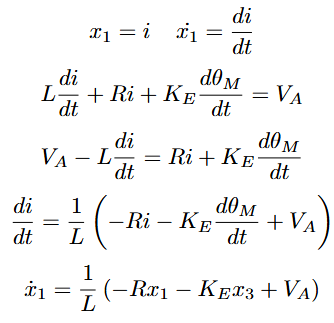 $x_1 = i \quad \dot{x_1} = \frac{di}{dt}$
$L\frac{di}{dt} + Ri + K_E\frac{d\theta_M}{dt} = V_A$
$V_A - L\frac{di}{dt} = Ri + K_E\frac{d\theta_M}{dt}$
$\frac{di}{dt} = \frac{1}{L}\left(-Ri - K_E\frac{d\theta_M}{dt} + V_A\right)$
$\dot{x}_1 = \frac{1}{L}\left(-Rx_1 - K_E x_3 + V_A\right)$